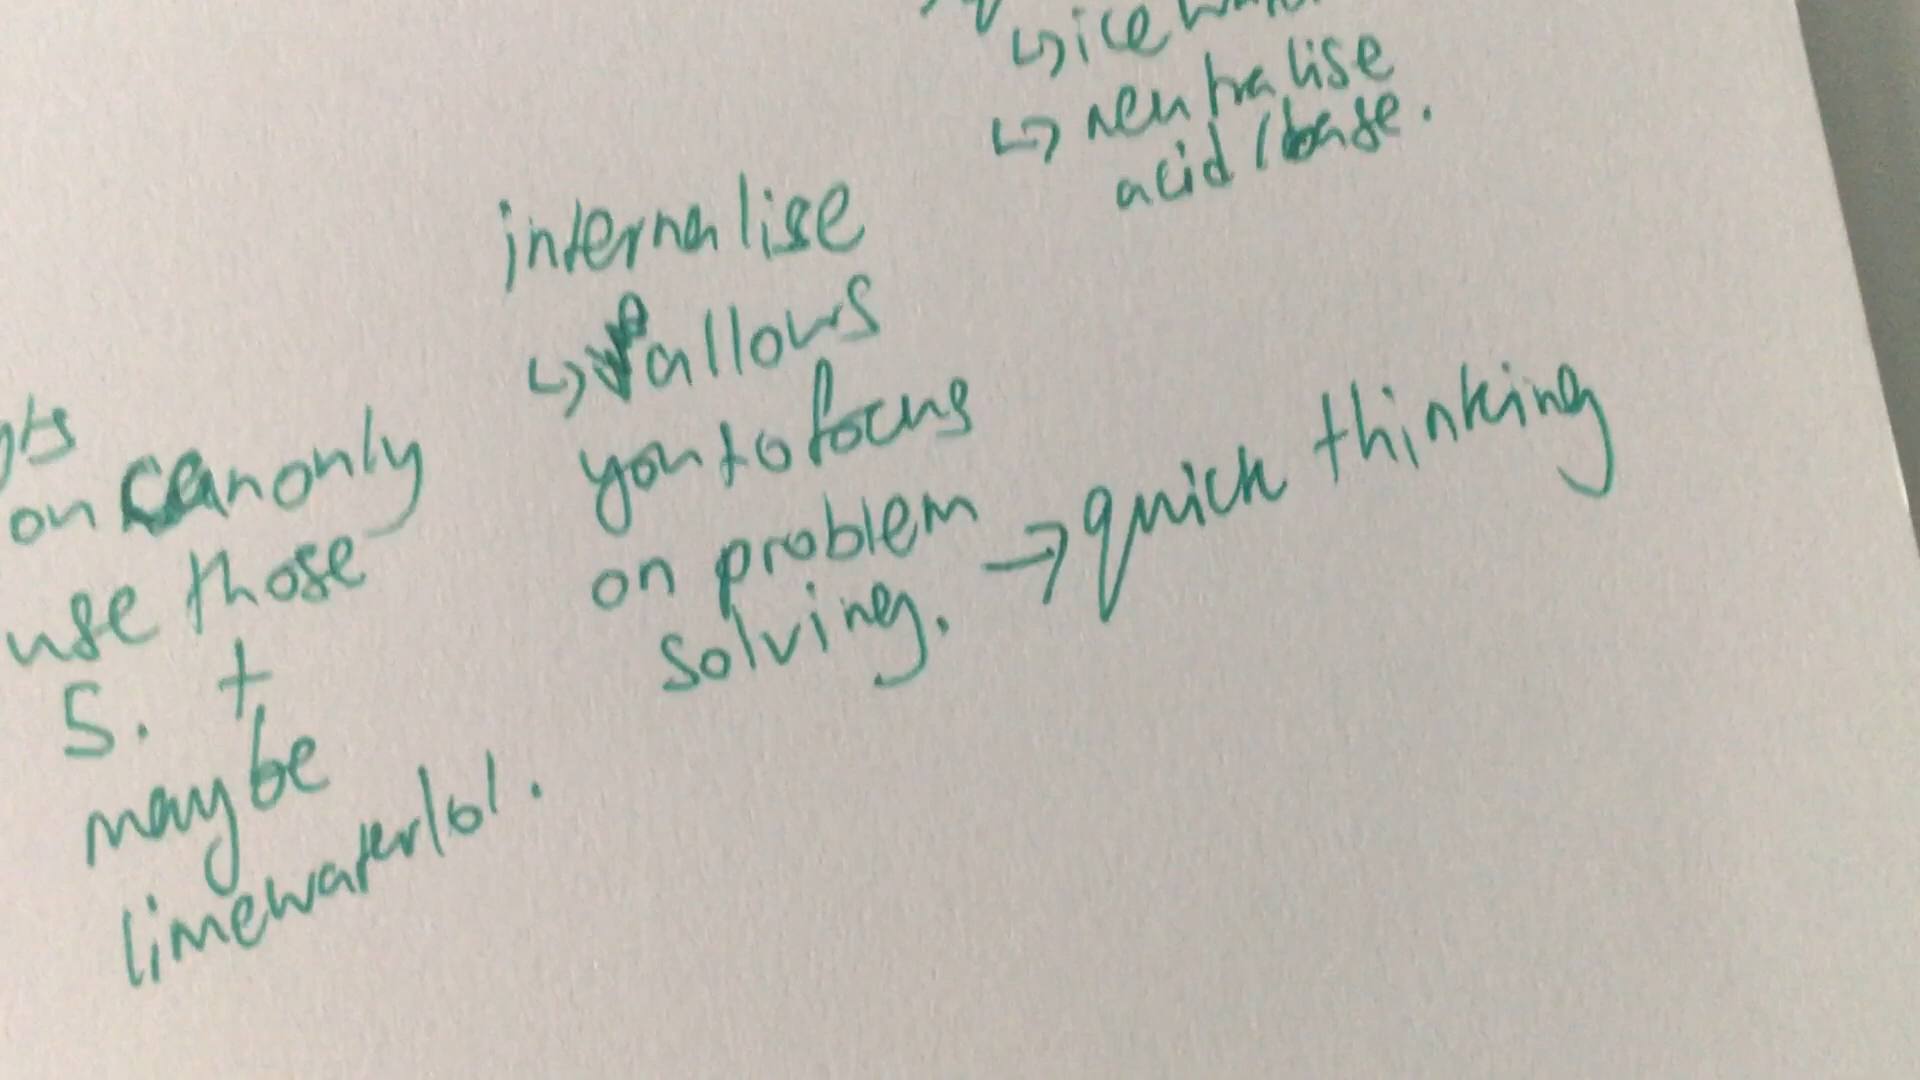 ↳ ice
↳ neutralise
acid / base.
internalise
↳ allows
you to focus
on problem → quick thinking
solving.
can only
use those
5. +
maybe
limewater lol.